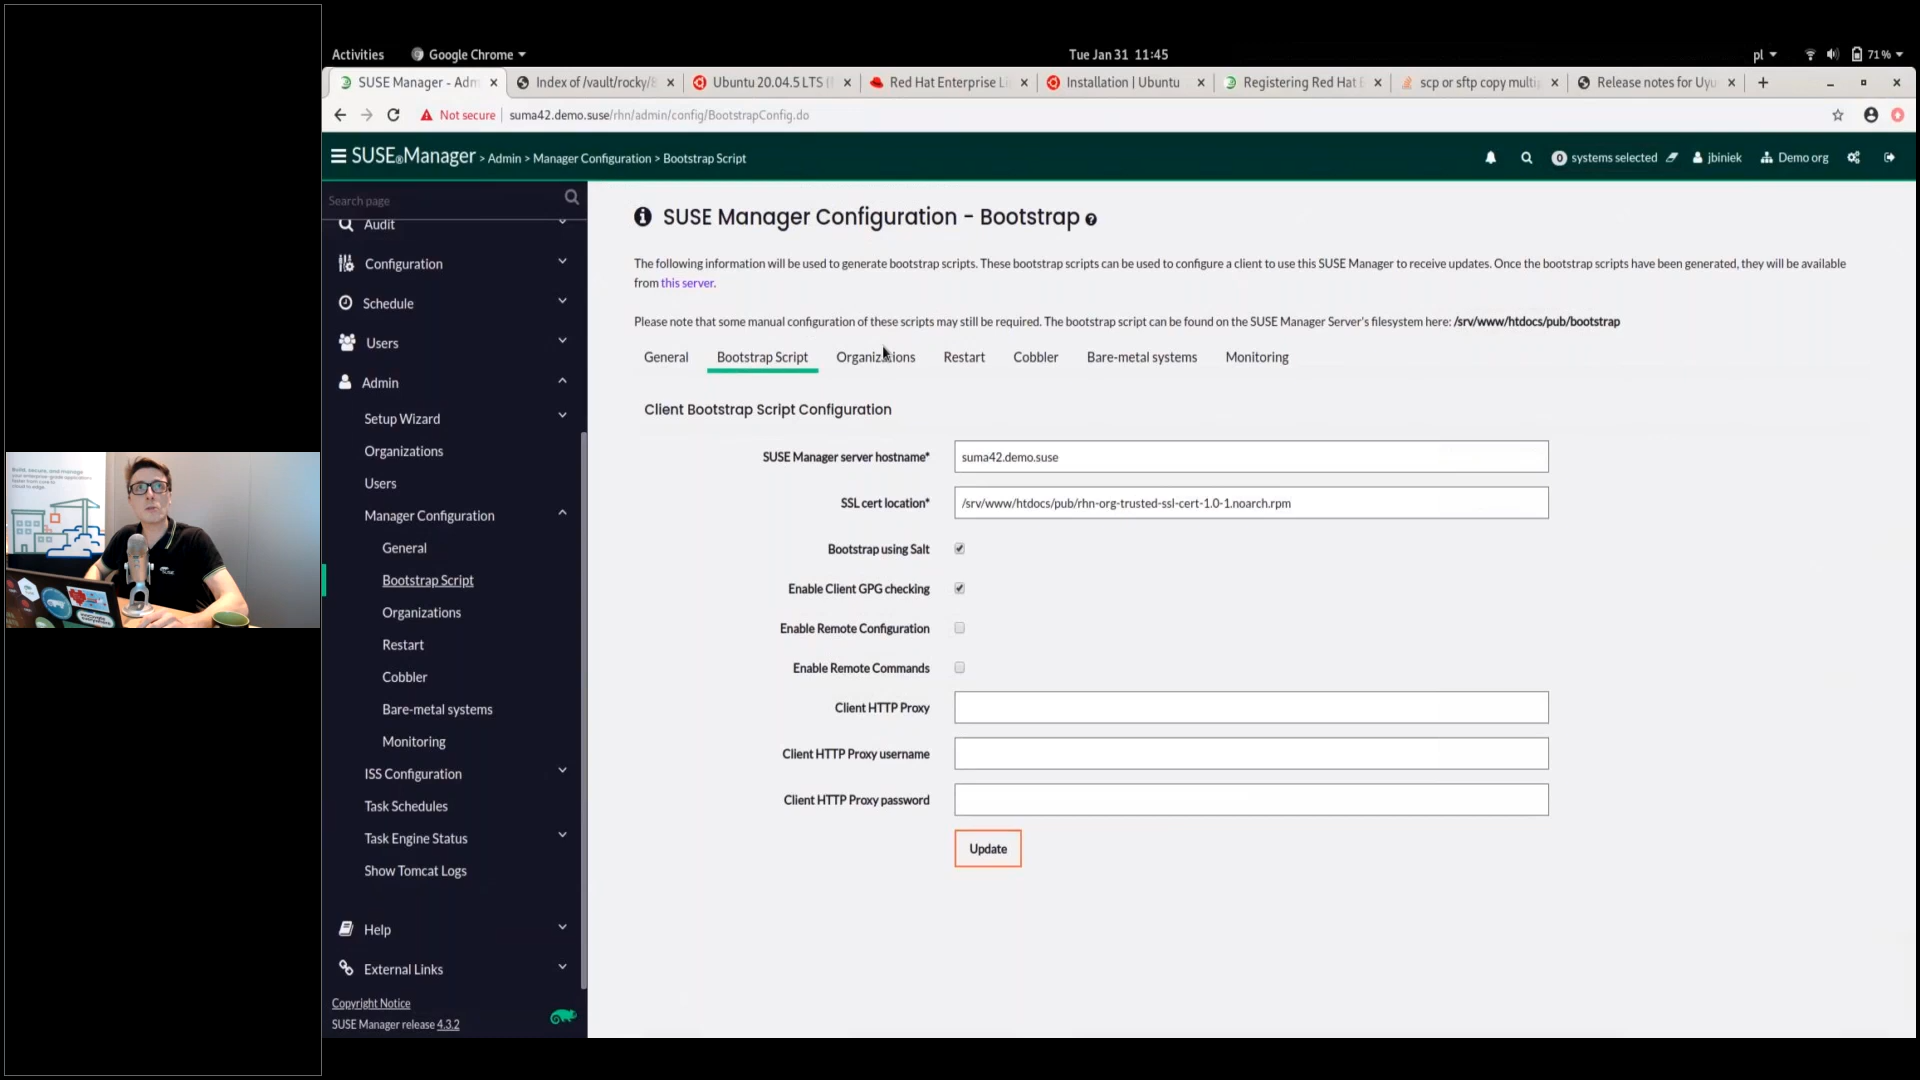 Activities
Google Chrome
Tue Jan 31 11:45
pl
71%
SUSE Manager - Adm
Index of /vault/rocky/8
Ubuntu 20.04.5 LTS (
Red Hat Enterprise Li
Installation | Ubuntu
Registering Red Hat E
scp or sftp copy multip
Release notes for Uyu
Not secure
suma42.demo.suse/rhn/admin/config/BootstrapConfig.do
SUSE®Manager > Admin > Manager Configuration > Bootstrap Script
0 systems selected
jbiniek
Demo org
Search page
Audit
Configuration
Schedule
Users
Admin
Setup Wizard
Organizations
Users
Manager Configuration
General
Bootstrap Script
Organizations
Restart
Cobbler
Bare-metal systems
Monitoring
ISS Configuration
Task Schedules
Task Engine Status
Show Tomcat Logs
Help
External Links
Copyright Notice
SUSE Manager release 4.3.2
SUSE Manager Configuration - Bootstrap
The following information will be used to generate bootstrap scripts. These bootstrap scripts can be used to configure a client to use this SUSE Manager to receive updates. Once the bootstrap scripts have been generated, they will be available
from this server.
Please note that some manual configuration of these scripts may still be required. The bootstrap script can be found on the SUSE Manager Server's filesystem here: /srv/www/htdocs/pub/bootstrap
General
Bootstrap Script
Organizations
Restart
Cobbler
Bare-metal systems
Monitoring
Client Bootstrap Script Configuration
SUSE Manager server hostname*
suma42.demo.suse
SSL cert location*
/srv/www/htdocs/pub/rhn-org-trusted-ssl-cert-1.0-1.noarch.rpm
Bootstrap using Salt
Enable Client GPG checking
Enable Remote Configuration
Enable Remote Commands
Client HTTP Proxy
Client HTTP Proxy username
Client HTTP Proxy password
Update